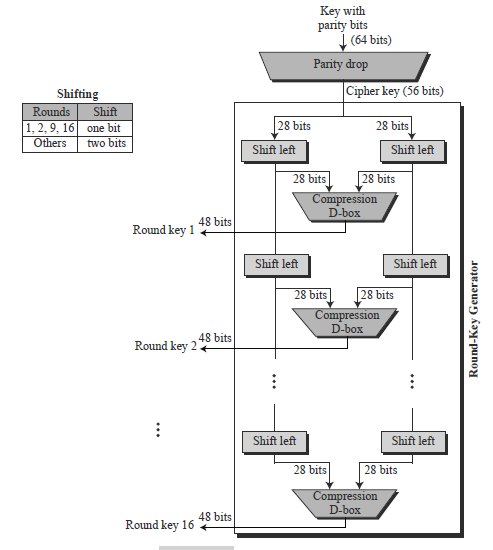 Key with
parity bits
(64 bits)
Parity drop
Cipher key (56 bits)
Shifting
Rounds Shift
1, 2, 9, 16 one bit
Others two bits
28 bits 28 bits
Shift left Shift left
28 bits 28 bits
Compression
D-box
48 bits
Round key 1
Shift left Shift left
28 bits 28 bits
Compression
D-box
48 bits
Round key 2
Round-Key Generator
Shift left Shift left
28 bits 28 bits
Compression
D-box
48 bits
Round key 16